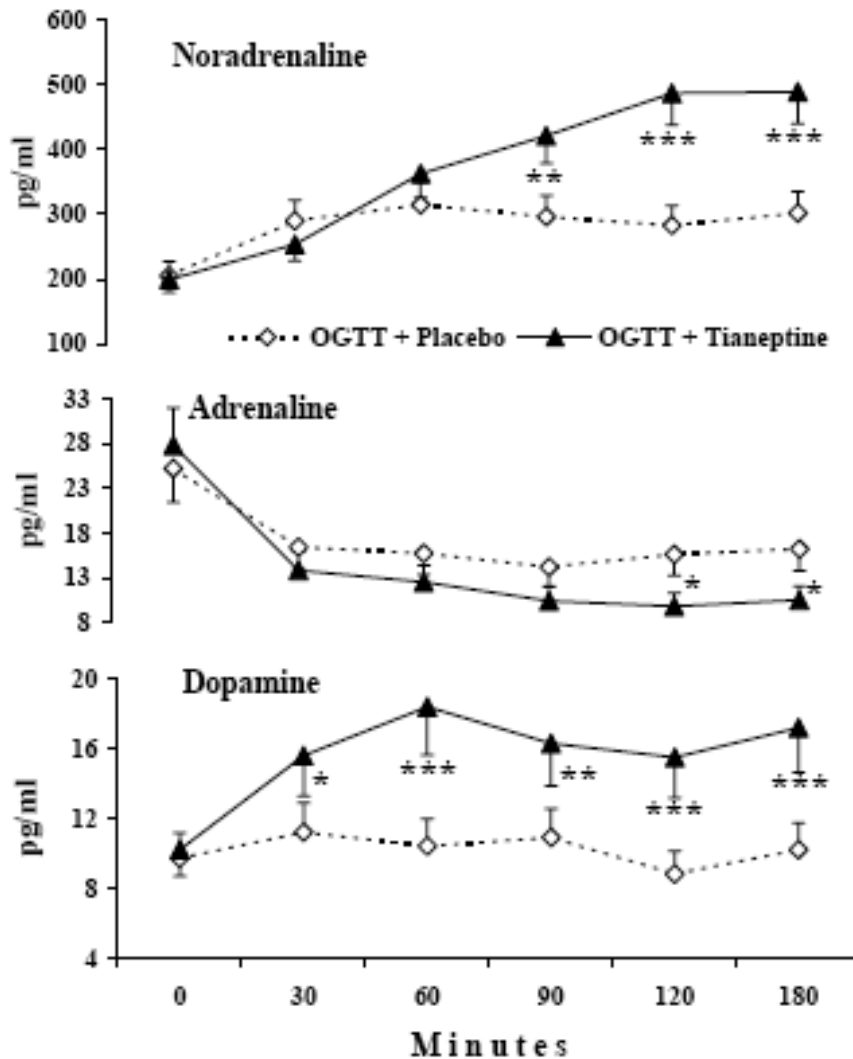 600
Noradrenaline
500
400
pg/ml
***
***
**
300
200
100
OGTT + Placebo
OGTT + Tianeptine
33
Adrenaline
28
23
pg/ml
18
13
*
*
8
20
Dopamine
16
*
***
**
***
***
pg/ml
12
8
4
0 30 60 90 120 180
Minutes